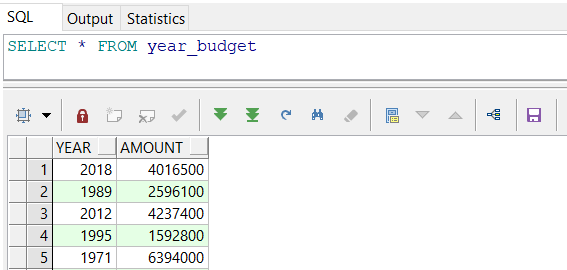 SQL Output Statistics
SELECT * FROM year_budget
YEAR AMOUNT
1 2018 4016500
2 1989 2596100
3 2012 4237400
4 1995 1592800
5 1971 6394000